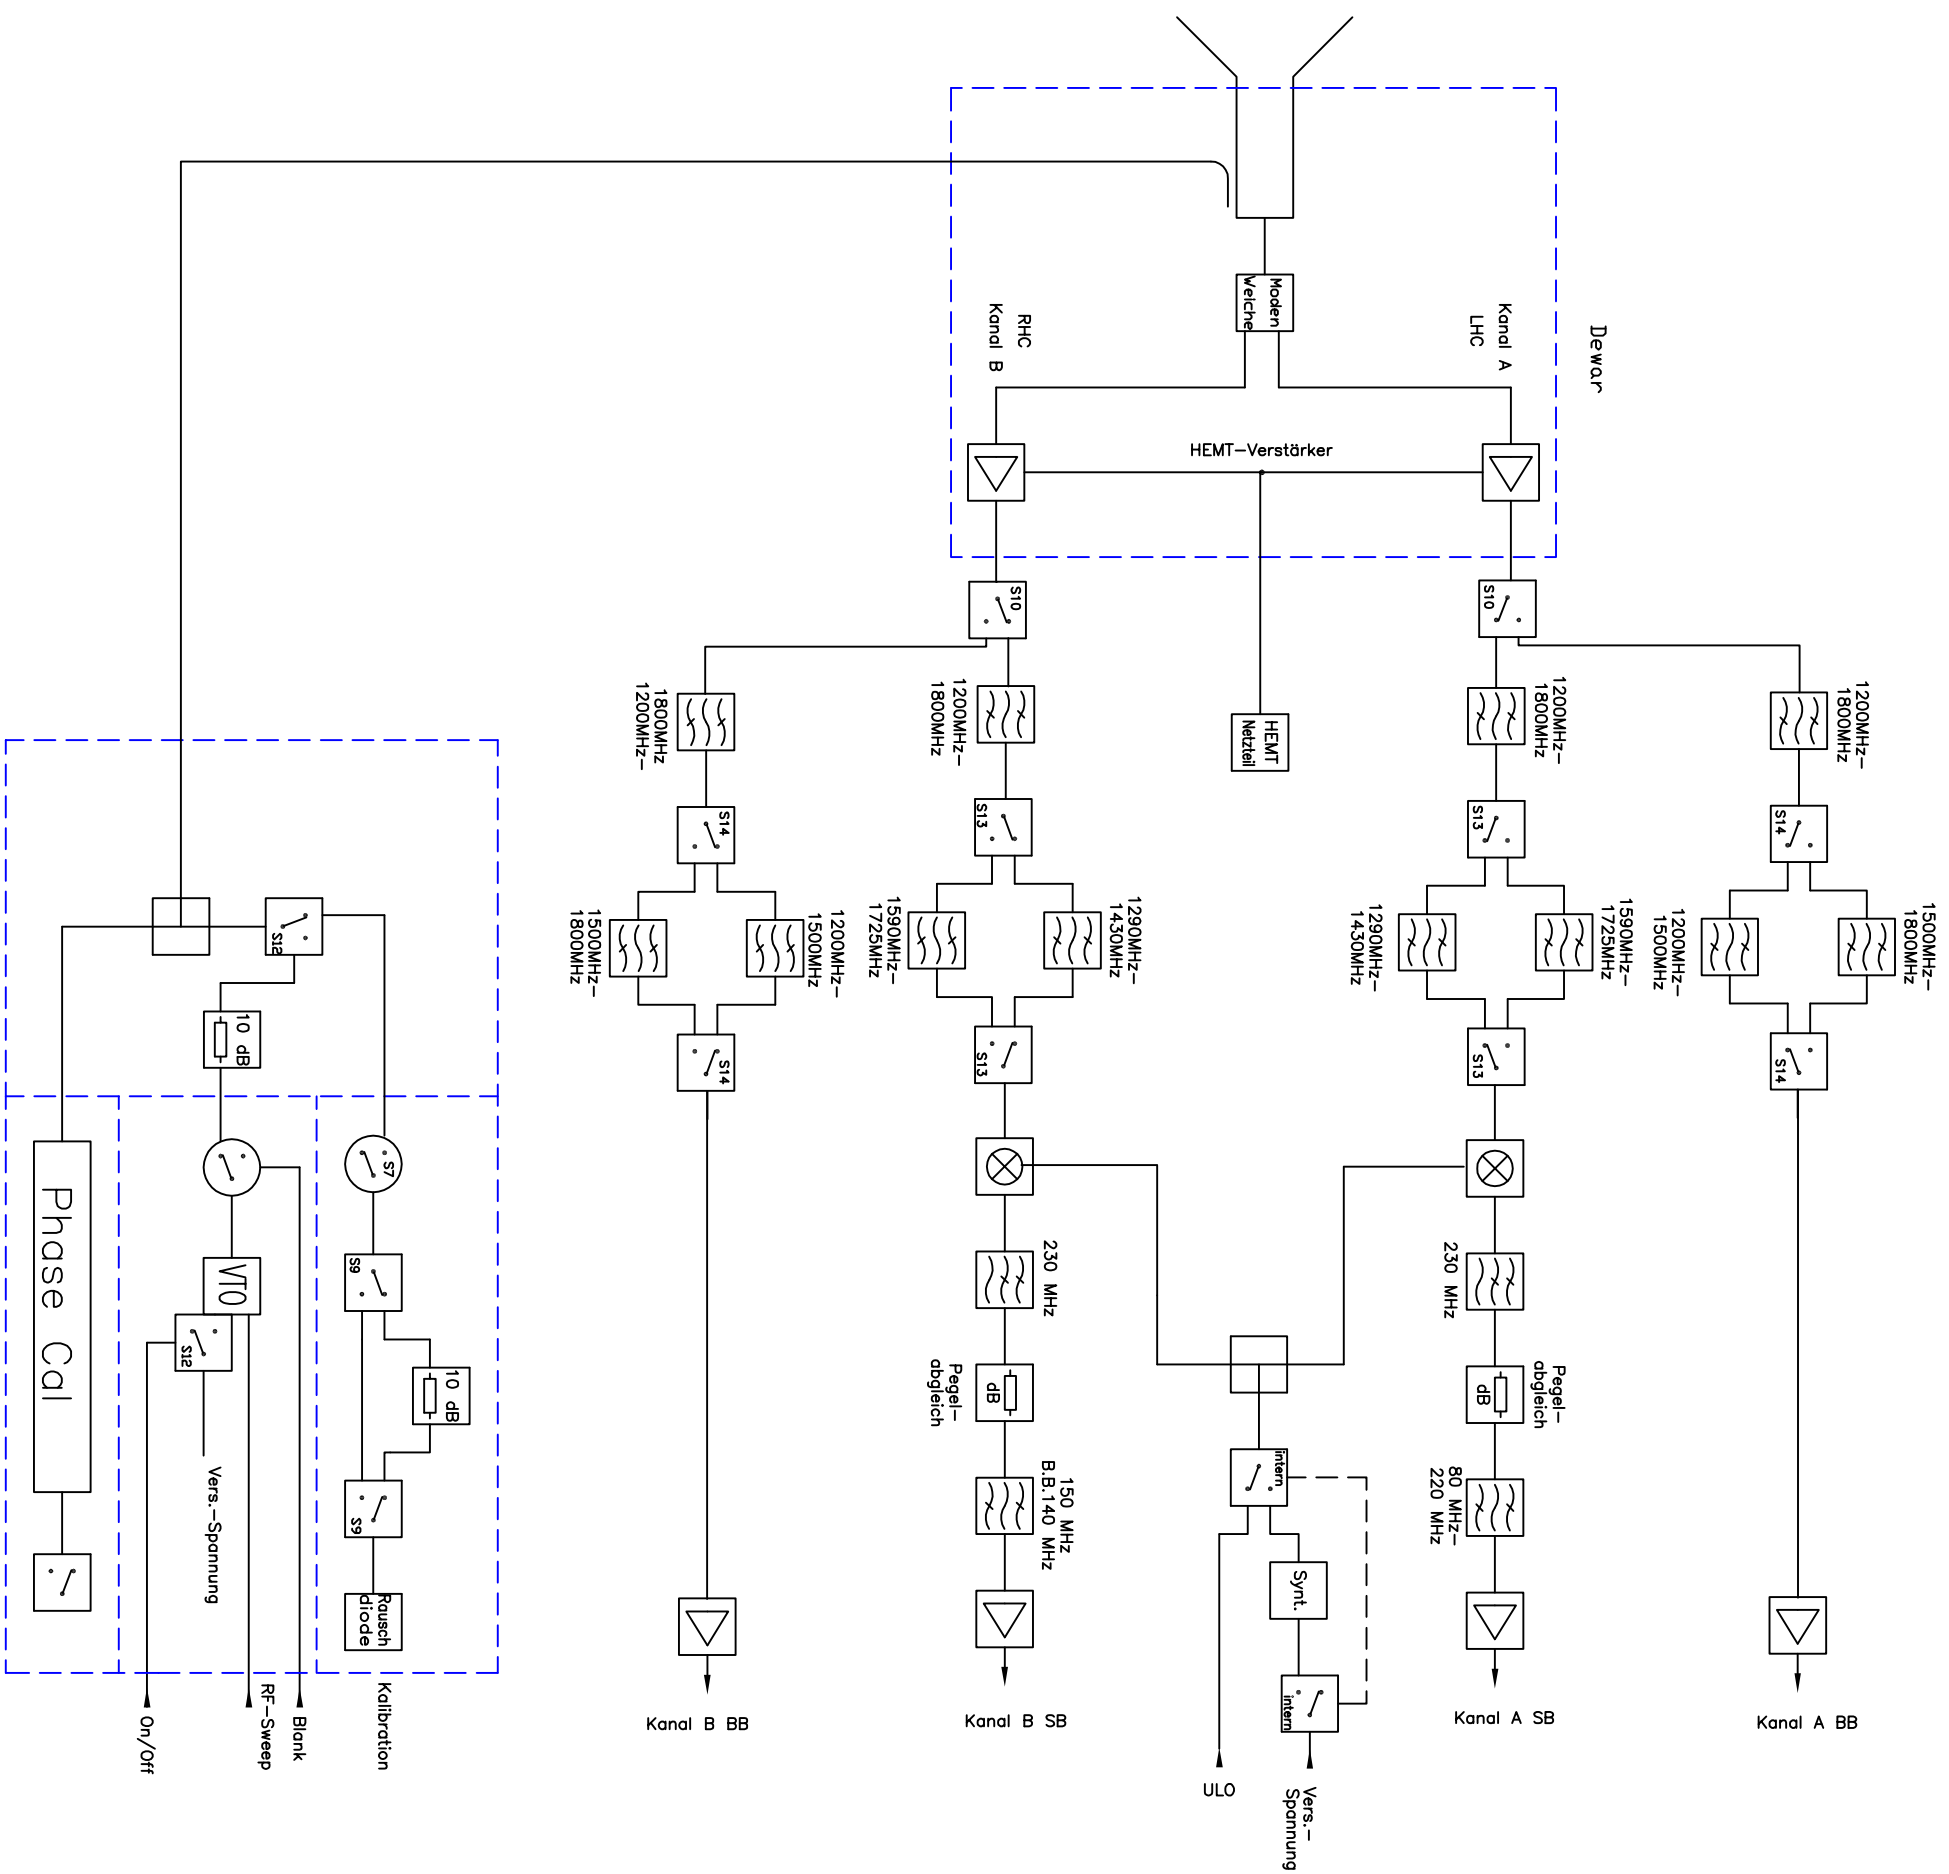 Dewar
Kanal A
LHC
RHC
Kanal B
Moden
Weiche
HEMT-Verstärker
S10
S10
1200MHz-
1800MHz
1800MHz
1200MHz-
1200MHz-
1800MHz
1200MHz-
1800MHz
HEMT
Netzteil
S14
S13
S13
S14
1500MHz-
1800MHz
1200MHz-
1500MHz
1590MHz-
1725MHz
1290MHz-
1430MHz
1290MHz-
1430MHz
1590MHz-
1725MHz
1200MHz-
1500MHz
1500MHz-
1800MHz
S12
10 dB
S14
S13
S13
S14
S7
230 MHz
230 MHz
Phase Cal
VTO
S9
S12
10 dB
Pegel-
abgleich
dB
Pegel-
abgleich
dB
intern
150 MHz
B.B.140 MHz
80 MHz-
220 MHz
Vers.-Spannung
S9
Synt.
Rausch
diode
intern
Kalibration
RF-Sweep
Blank
On/Off
Kanal B BB
Kanal B SB
Kanal A SB
Kanal A BB
ULO
Vers.-
Spannung